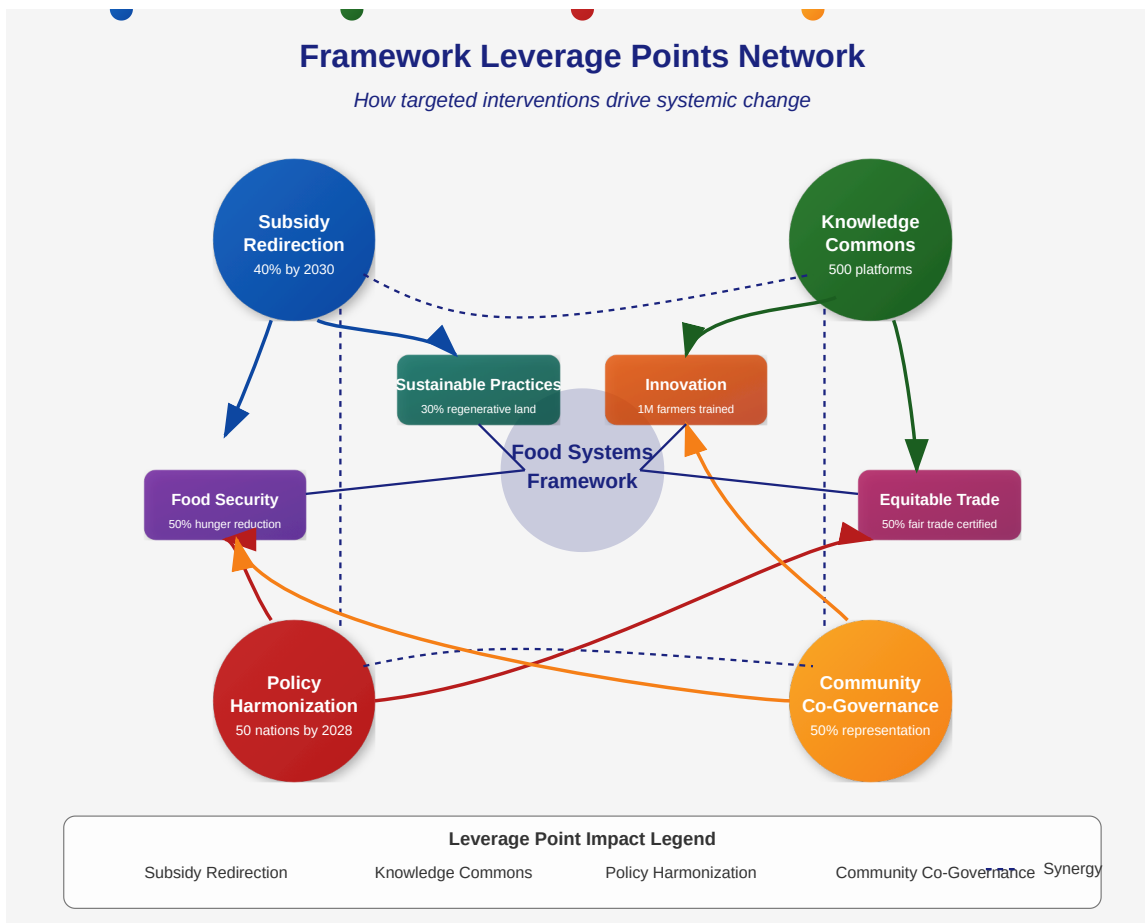 Framework Leverage Points Network
How targeted interventions drive systemic change
Subsidy
Redirection
40% by 2030
Knowledge
Commons
500 platforms
Sustainable Practices
30% regenerative land
Innovation
1M farmers trained
Food Systems
Framework
Food Security
50% hunger reduction
Equitable Trade
50% fair trade certified
Policy
Harmonization
50 nations by 2028
Community
Co-Governance
50% representation
Leverage Point Impact Legend
Subsidy Redirection
Knowledge Commons
Policy Harmonization
Community Co-Governance
Synergy